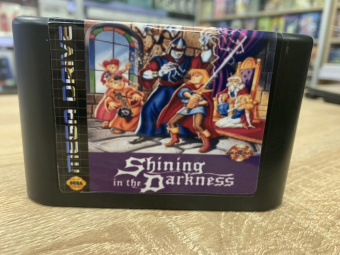 MEGA DRIVE
SEGA
Shining
in the Darkness